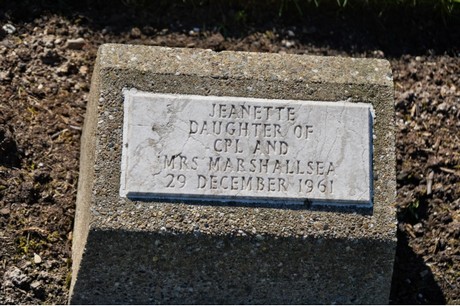 JEANETTE
DAUGHTER OF
CPL AND
MRS MARSHALLSEA
29 DECEMBER 1961